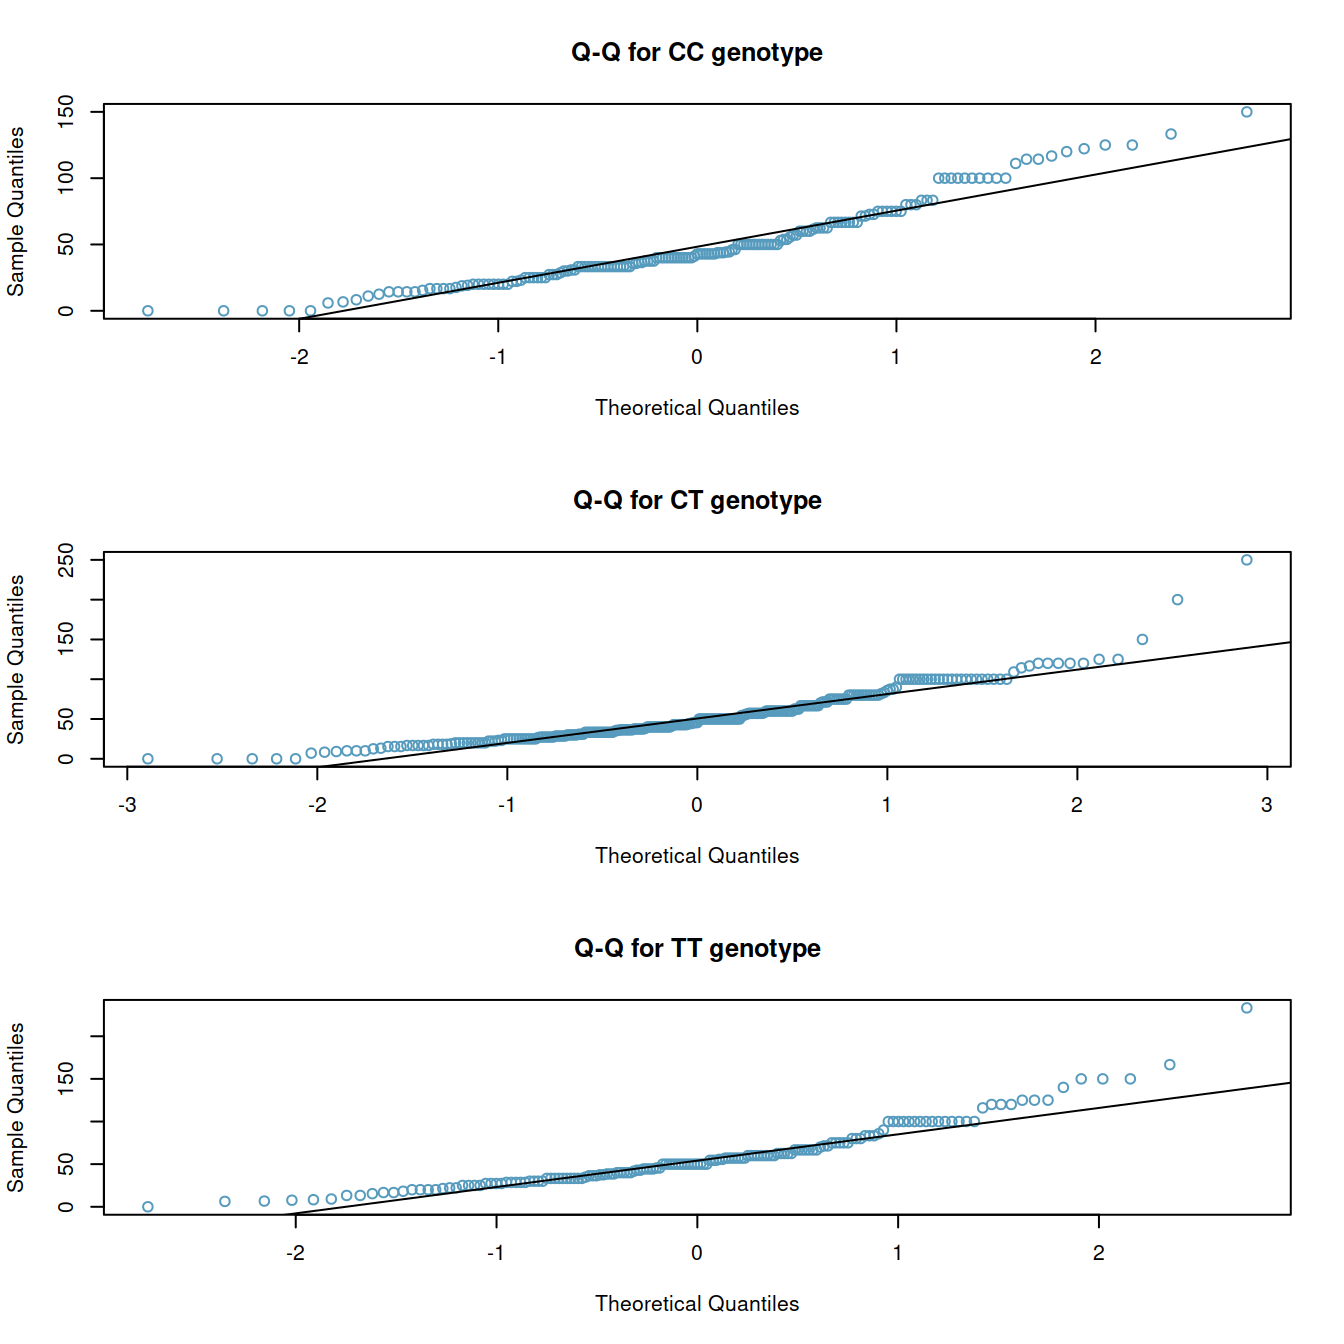 Q-Q for CC genotype
Sample Quantiles
150
100
50
0
-2 -1 0 1 2
Theoretical Quantiles
Q-Q for CT genotype
Sample Quantiles
250
150
50
0
-3 -2 -1 0 1 2 3
Theoretical Quantiles
Q-Q for TT genotype
Sample Quantiles
150
50
0
-2 -1 0 1 2
Theoretical Quantiles